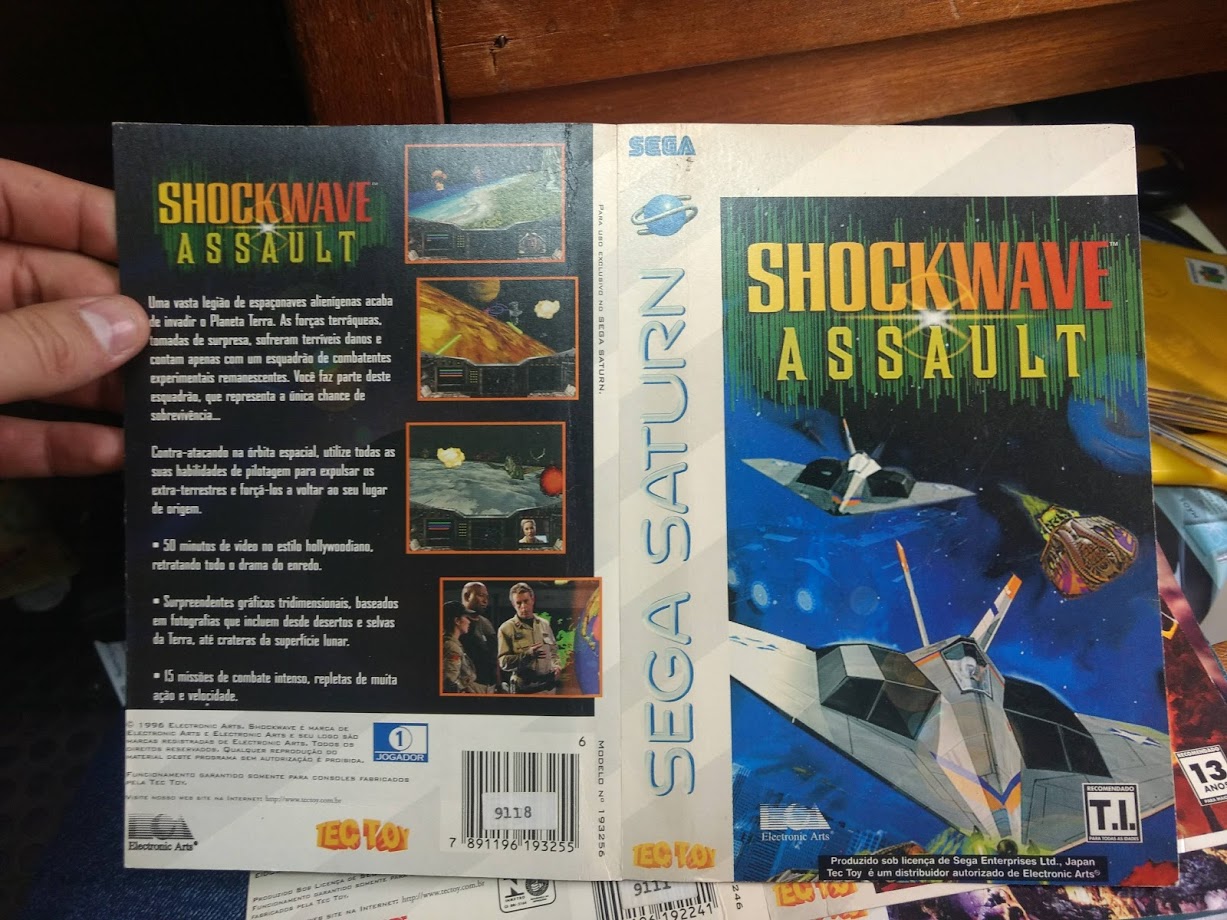 SHOCKWAVE™
ASSAULT
Uma vasta legião de espaçonaves alienígenas acaba
de invadir o Planeta Terra. As forças terráqueas,
tomadas de surpresa, sofreram terríveis danos e
contam apenas com um esquadrão de combatentes
experimentais remanescentes. Você faz parte deste
esquadrão, que representa a única chance de
sobrevivência...
Contra-atacando na órbita espacial, utilize todas as
suas habilidades de pilotagem para expulsar os
extra-terrestres e forçá-los a voltar ao seu lugar
de origem.
• 50 minutos de video no estilo hollywoodiano,
retratando todo o drama do enredo.
• Surpreendentes gráficos tridimensionais, baseados
em fotografias que incluem desde desertos e selvas
da Terra, até crateras da superfície lunar.
• 15 missões de combate intenso, repletas de muita
ação e velocidade.
© 1996 Electronic Arts. Shockwave é marca de
Electronic Arts e Electronic Arts e seu logo são
marcas registradas de Electronic Arts. Todos os
direitos reservados. Qualquer reprodução do
material deste programa sem autorização é proibida.
Funcionamento garantido somente para consoles fabricados
pela Tec Toy.
Visite nosso web site na Internet: http://www.tectoy.com.br
1
JOGADOR
Electronic Arts®
TEC TOY
6
9118
7 891196 193255
SEGA
Para uso exclusivo no SEGA SATURN.
SEGA SATURN
Modelo Nº 193256
TEC TOY
SHOCKWAVE™
ASSAULT
Electronic Arts®
RECOMENDADO
T.I.
PARA TODAS AS IDADES
Produzido sob licença de Sega Enterprises Ltd., Japan
Tec Toy é um distribuidor autorizado de Electronic Arts®
RECOMENDADO
13
ANOS
http://www.tectoy.com.br
TEC TOY